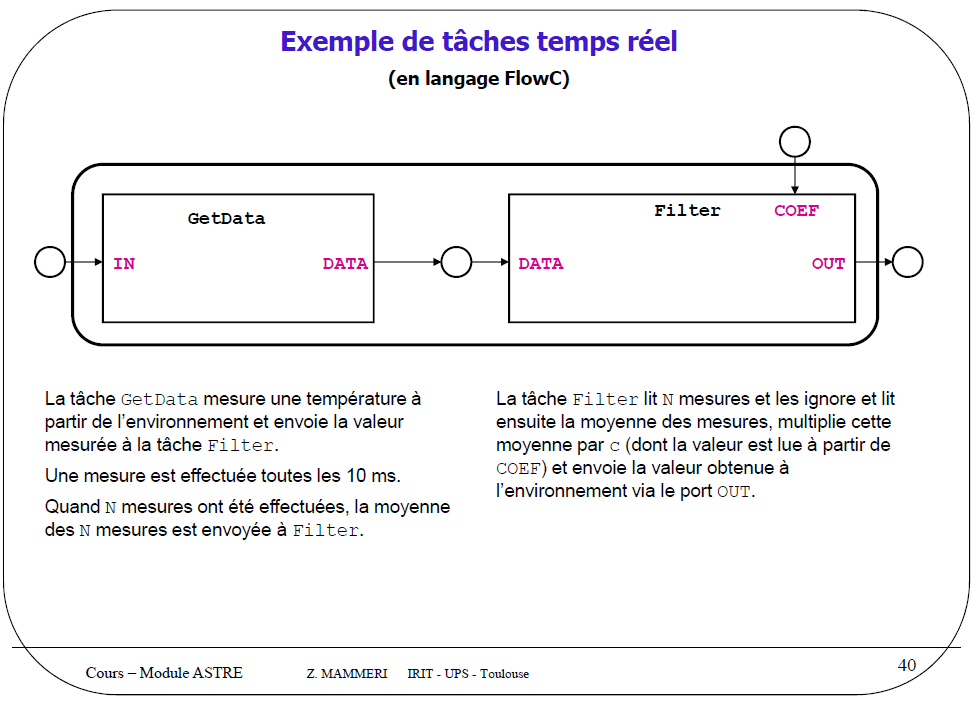 Exemple de tâches temps réel
(en langage FlowC)
GetData
Filter
COEF
IN
DATA
DATA
OUT
La tâche GetData mesure une température à
partir de l'environnement et envoie la valeur
mesurée à la tâche Filter.
Une mesure est effectuée toutes les 10 ms.
Quand N mesures ont été effectuées, la moyenne
des N mesures est envoyée à Filter.
La tâche Filter lit N mesures et les ignore et lit
ensuite la moyenne des mesures, multiplie cette
moyenne par c (dont la valeur est lue à partir de
COEF) et envoie la valeur obtenue à
l'environnement via le port OUT.
Cours – Module ASTRE
Z. MAMMERI IRIT - UPS - Toulouse
40